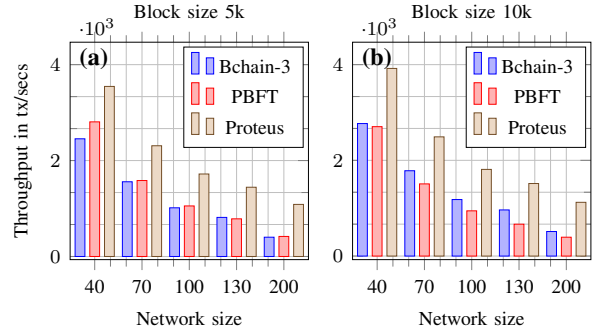 Block size 5k
·10³
(a)
Bchain-3
PBFT
Proteus
4
2
0
Throughput in tx/secs
40 70 100 130 200
Network size
Block size 10k
·10³
(b)
Bchain-3
PBFT
Proteus
4
2
0
40 70 100 130 200
Network size